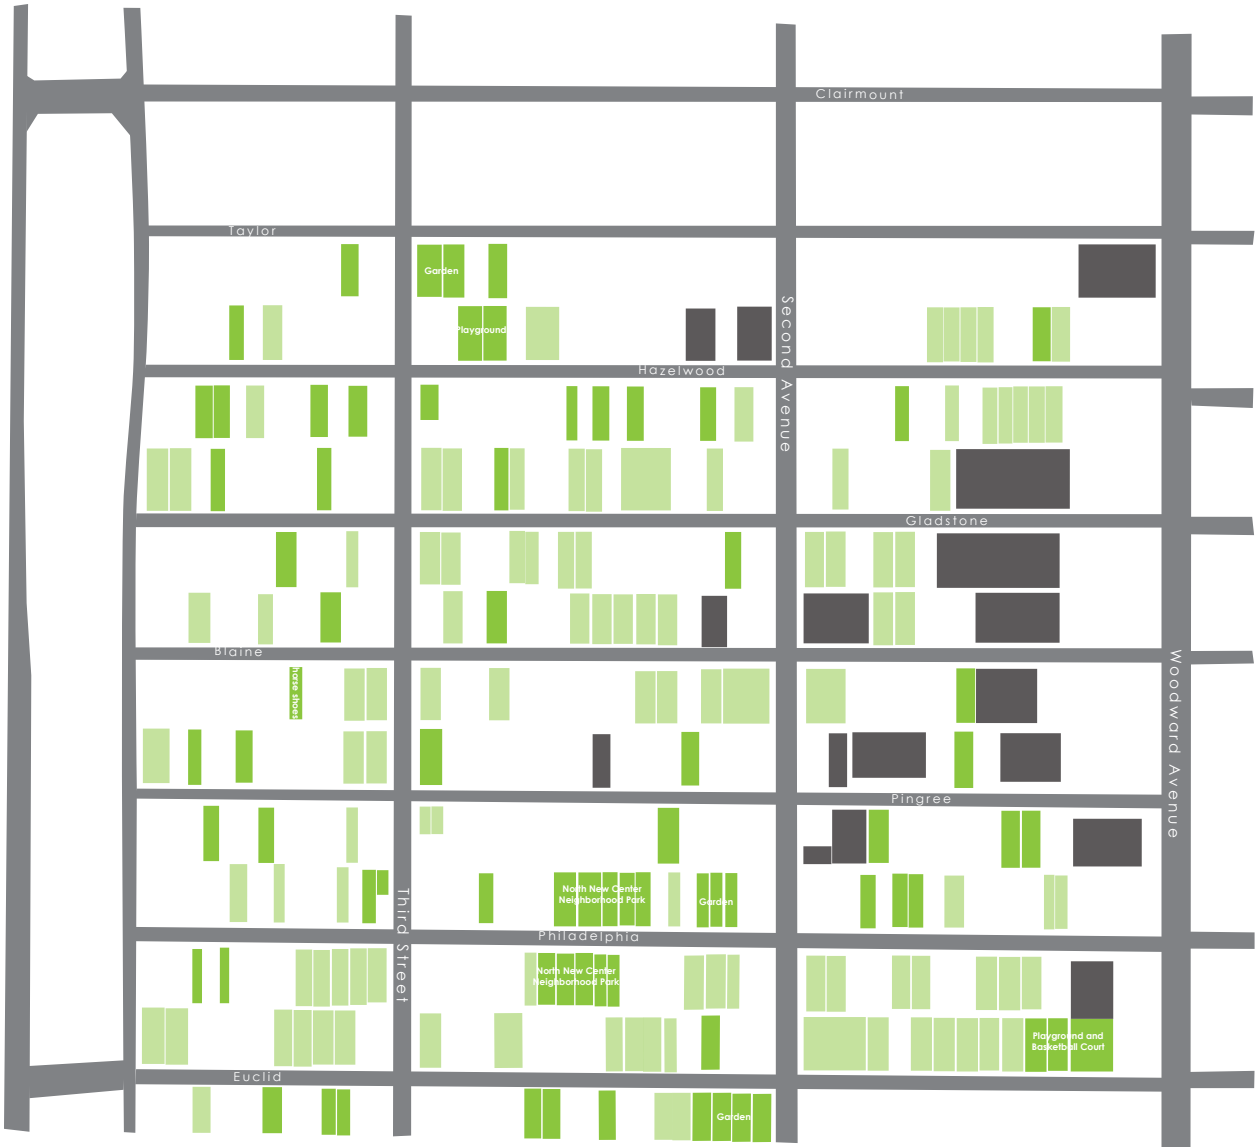 Clairmount
Taylor
Garden
Playground
Second Avenue
Hazelwood
Gladstone
Blaine
horse shoes
Woodward Avenue
Pingree
North New Center
Neighborhood Park
Garden
Third Street
Philadelphia
North New Center
Neighborhood Park
Playground and
Basketball Court
Euclid
Garden